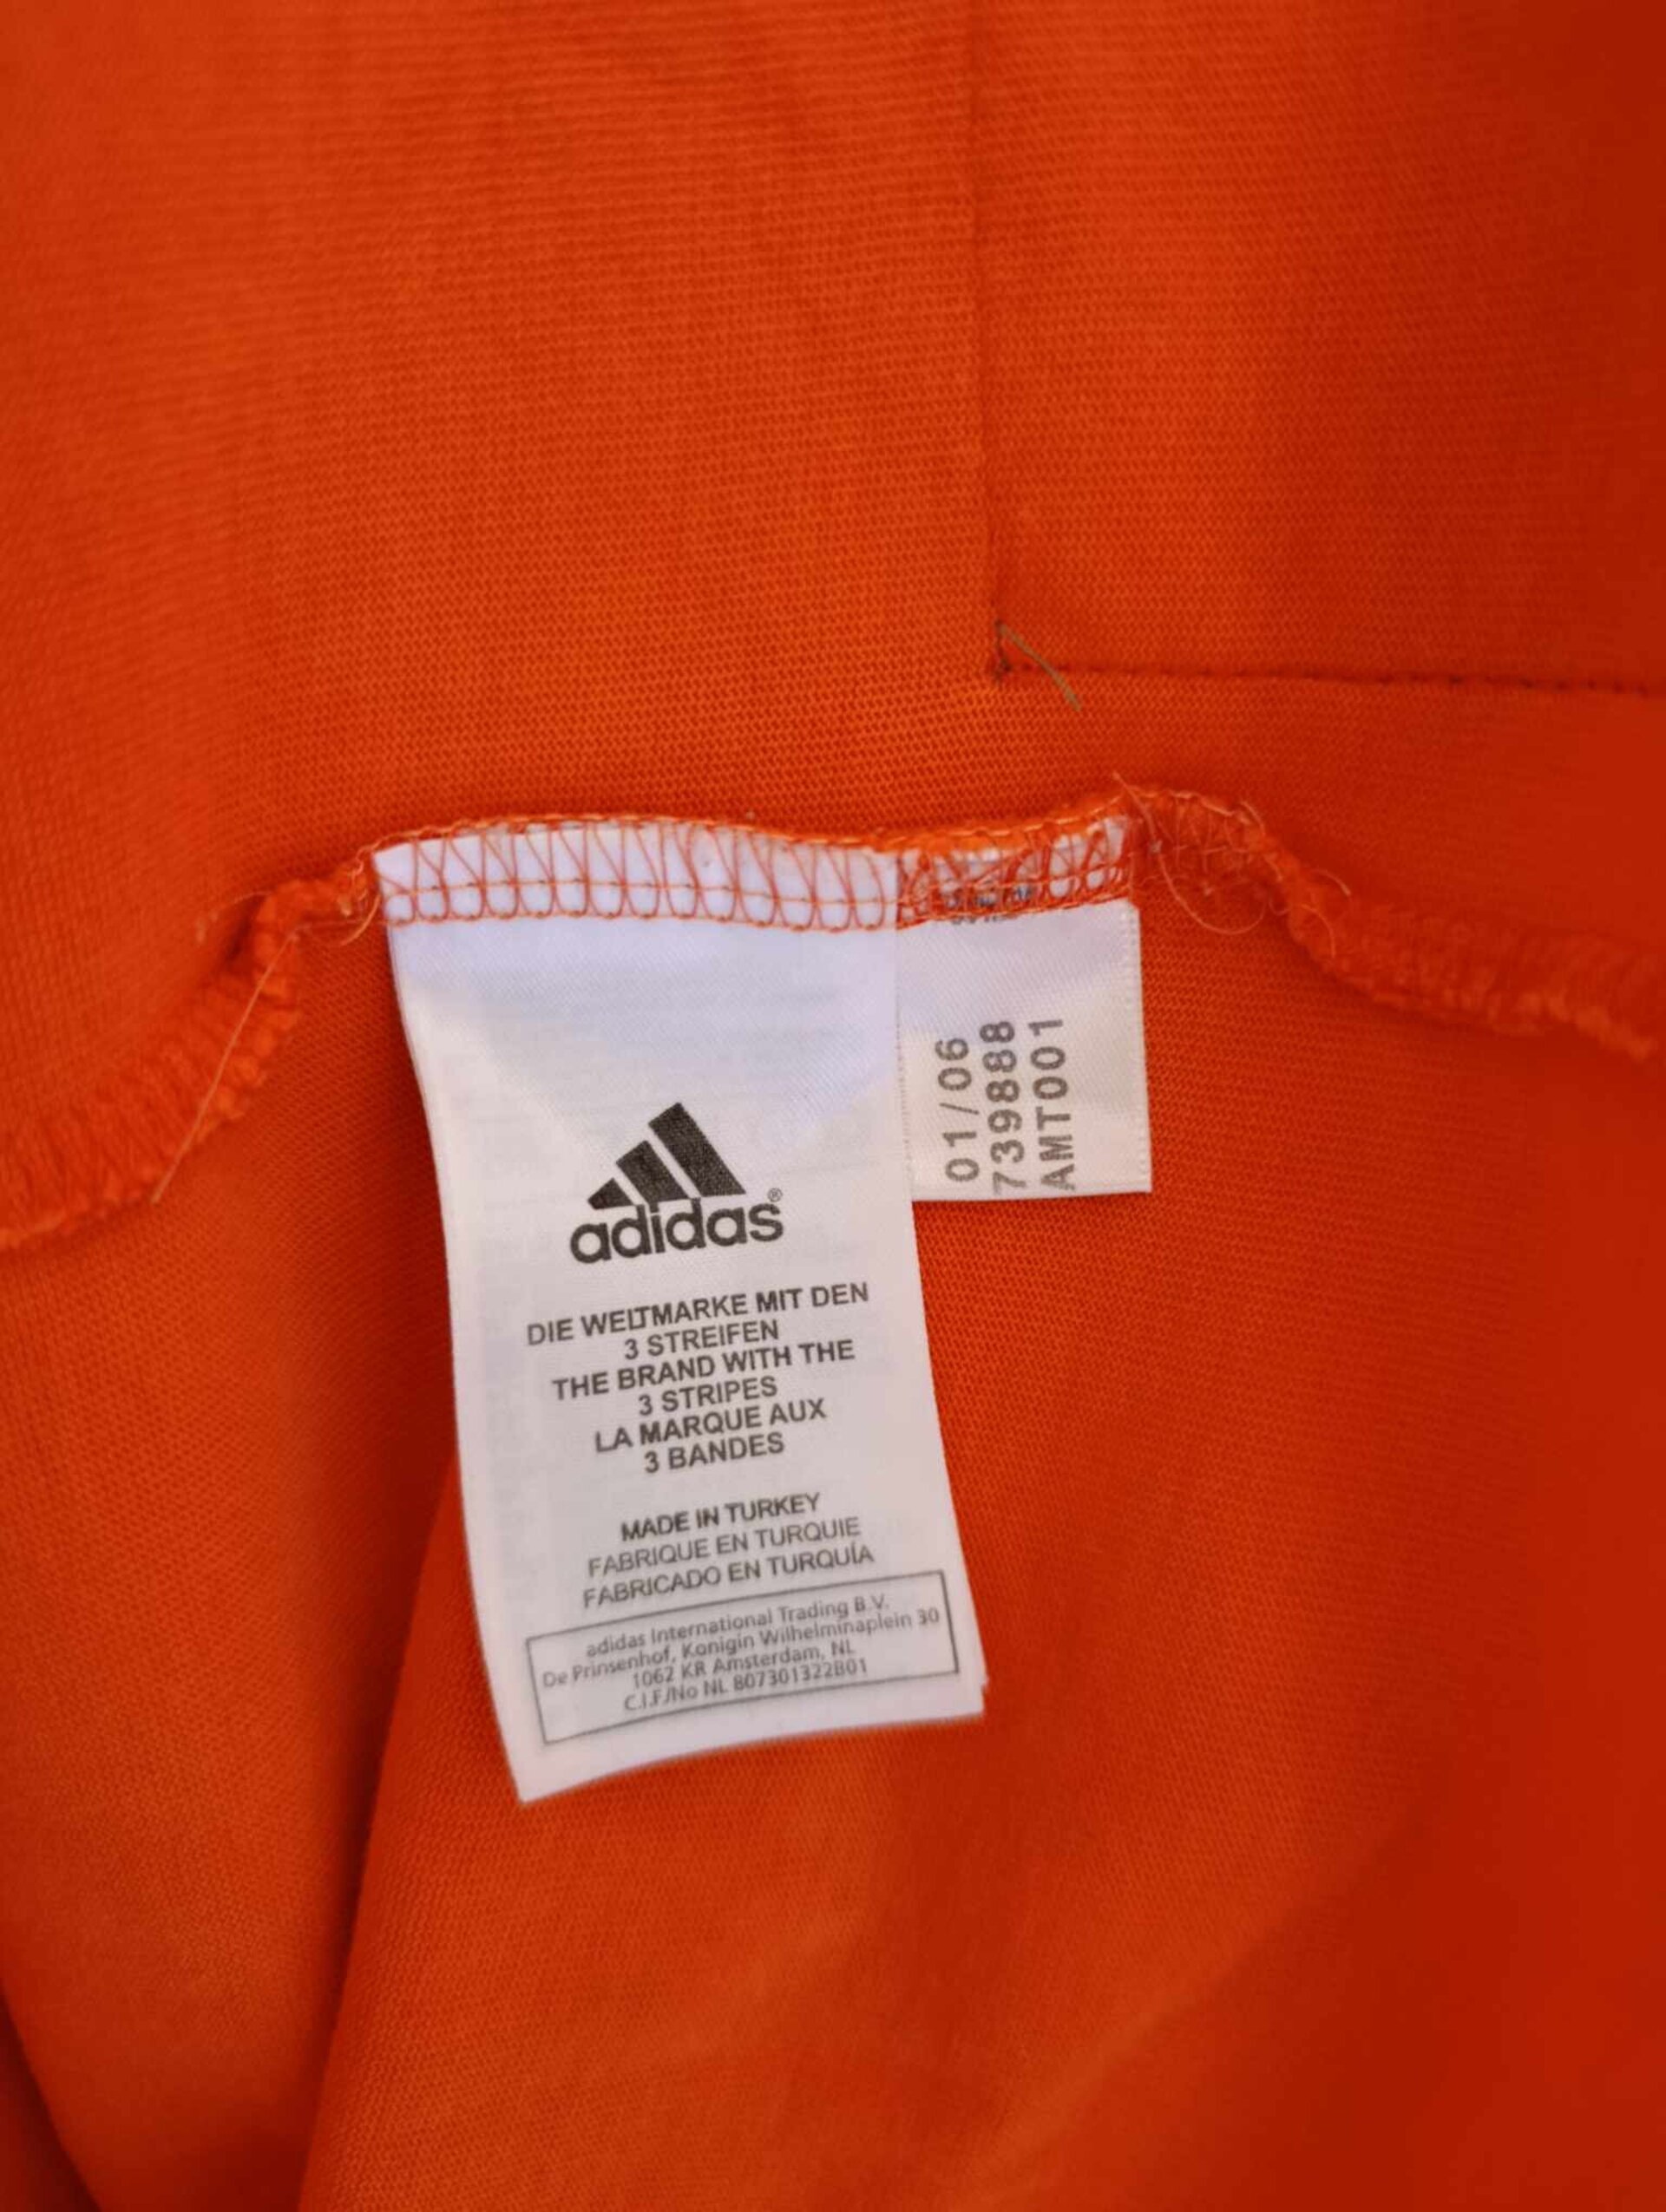 adidas®
DIE WELTMARKE MIT DEN
3 STREIFEN
THE BRAND WITH THE
3 STRIPES
LA MARQUE AUX
3 BANDES
MADE IN TURKEY
FABRIQUE EN TURQUIE
FABRICADO EN TURQUÍA
adidas International Trading B.V.
De Prinsenhof, Konigin Wilhelminaplein 30
1062 KR Amsterdam, NL
C.I.F./No NL 807301322B01
01/06
739888
AMT001